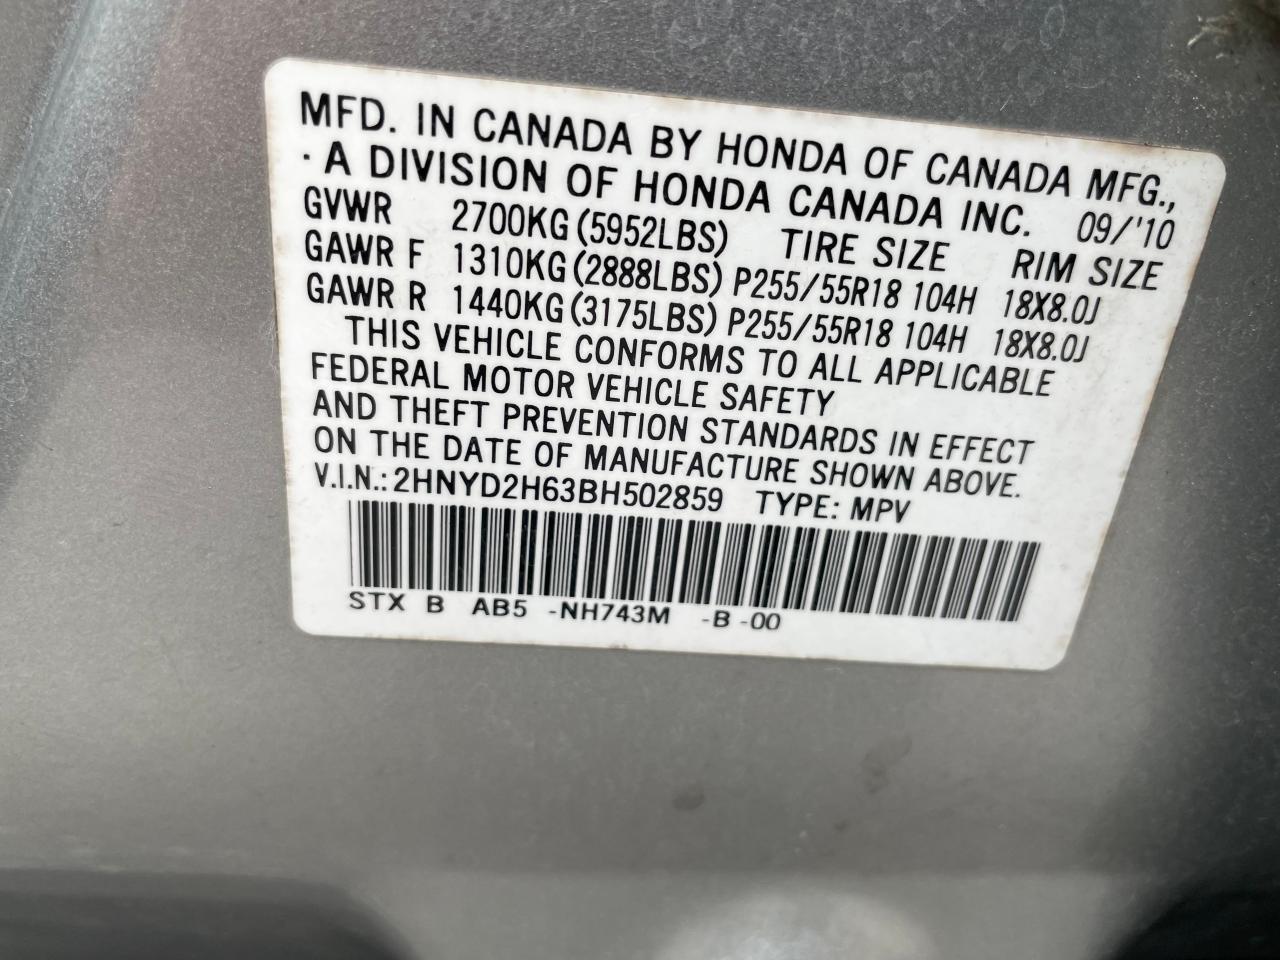 MFD. IN CANADA BY HONDA OF CANADA MFG.,
· A DIVISION OF HONDA CANADA INC. 09/'10
GVWR 2700KG (5952LBS) TIRE SIZE RIM SIZE
GAWR F 1310KG (2888LBS) P255/55R18 104H 18X8.0J
GAWR R 1440KG (3175LBS) P255/55R18 104H 18X8.0J
THIS VEHICLE CONFORMS TO ALL APPLICABLE
FEDERAL MOTOR VEHICLE SAFETY
AND THEFT PREVENTION STANDARDS IN EFFECT
ON THE DATE OF MANUFACTURE SHOWN ABOVE.
V.I.N.: 2HNYD2H63BH502859 TYPE: MPV
STX B AB5 -NH743M -B -00